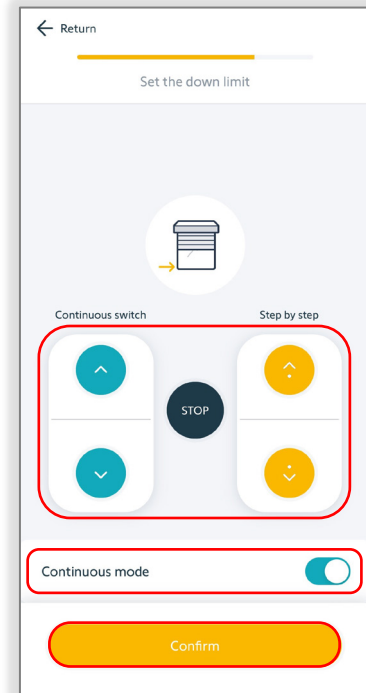 Return
Set the down limit
Continuous switch
Step by step
STOP
Continuous mode
Confirm